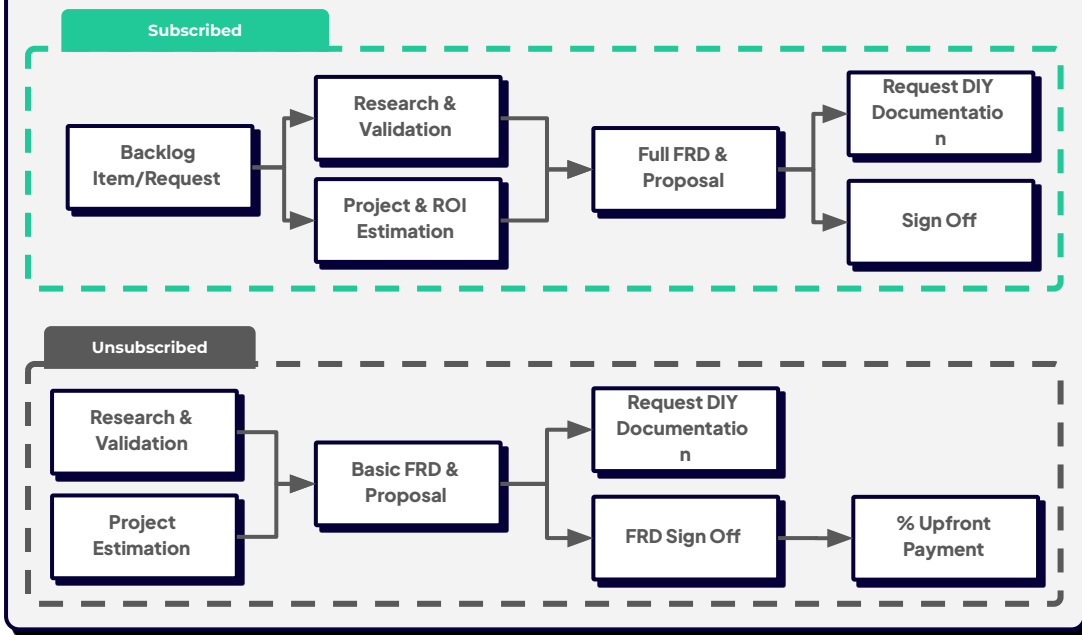 Subscribed
Backlog
Item/Request
Research &
Validation
Project & ROI
Estimation
Full FRD &
Proposal
Request DIY
Documentatio
n
Sign Off
Unsubscribed
Research &
Validation
Project
Estimation
Basic FRD &
Proposal
Request DIY
Documentatio
n
FRD Sign Off
% Upfront
Payment